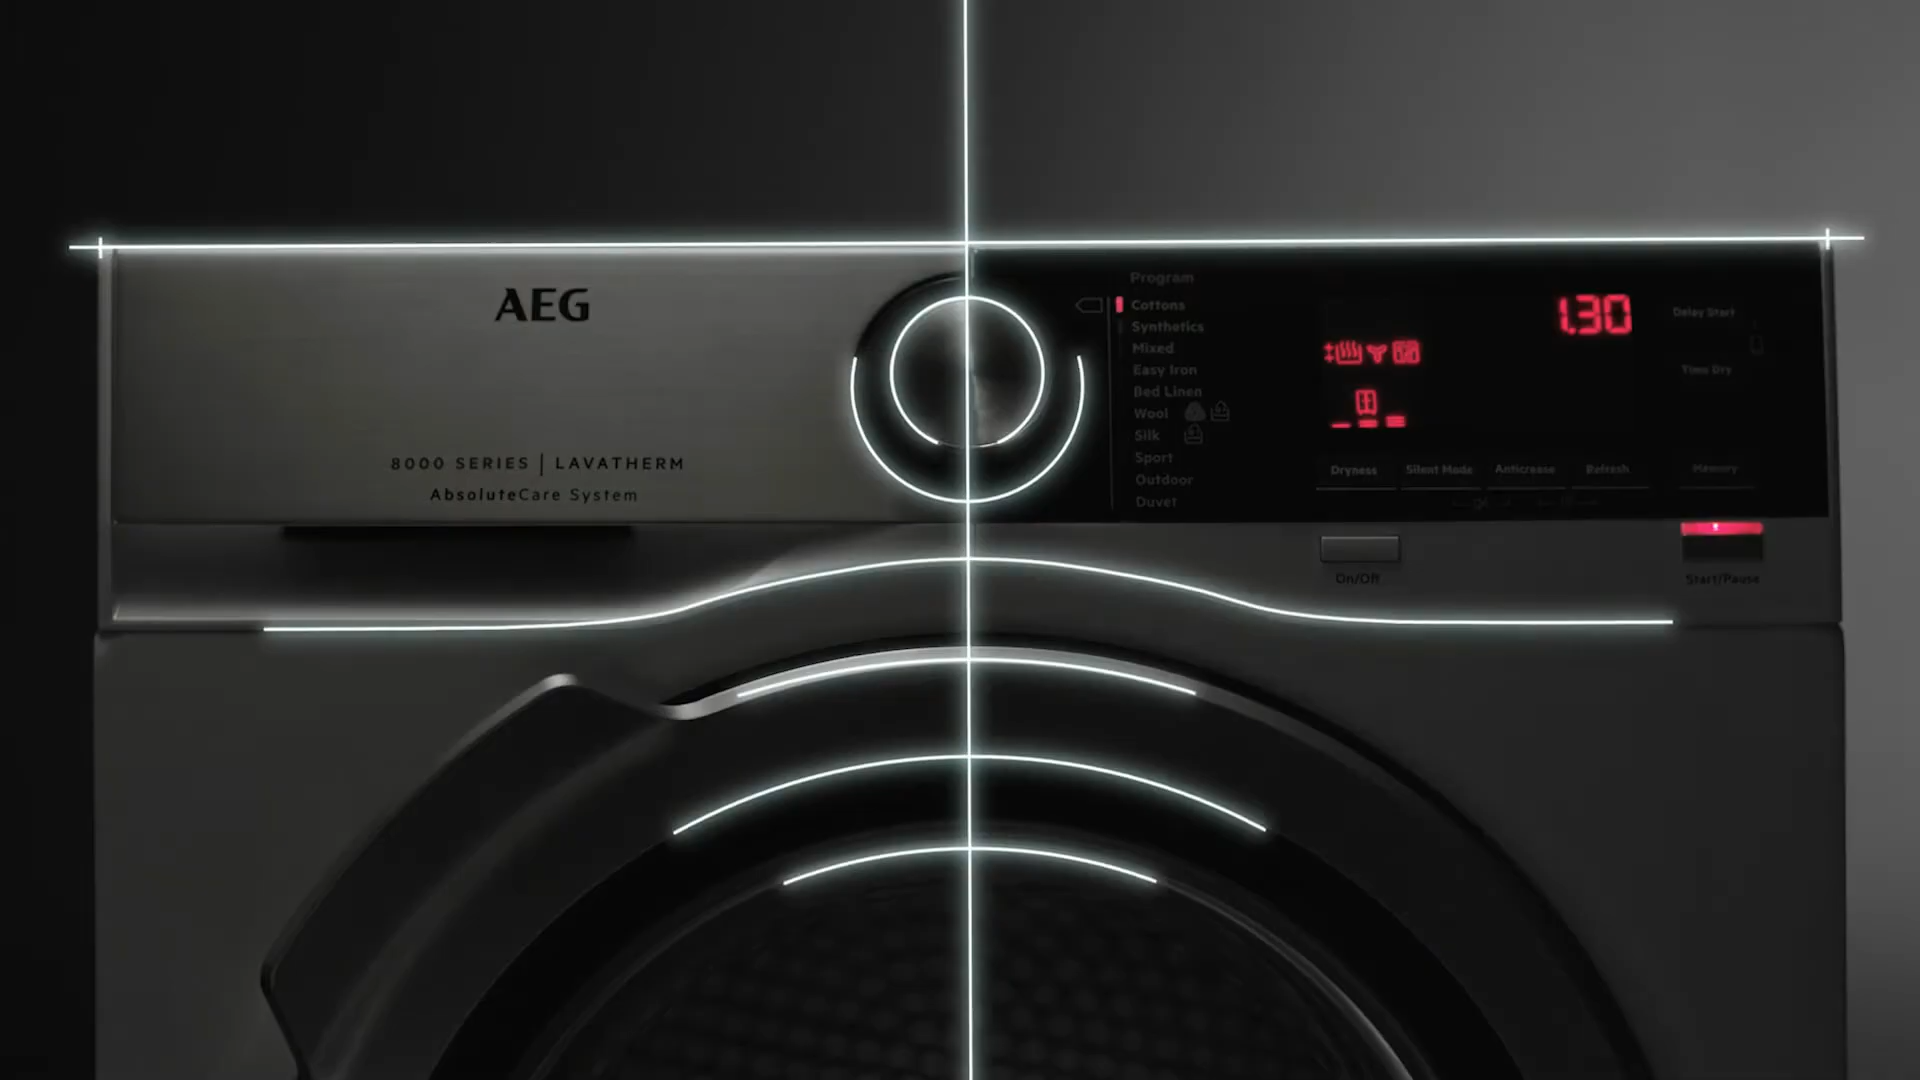 AEG
8000 SERIES | LAVATHERM
AbsoluteCare System
Program
Cottons
Synthetics
Mixed
Easy Iron
Bed Linen
Wool
Silk
Sport
Outdoor
Duvet
1.30
Delay Start
Time Dry
Dryness
Silent Mode
Anticrease
Refresh
Memory
On/Off
Start/Pause